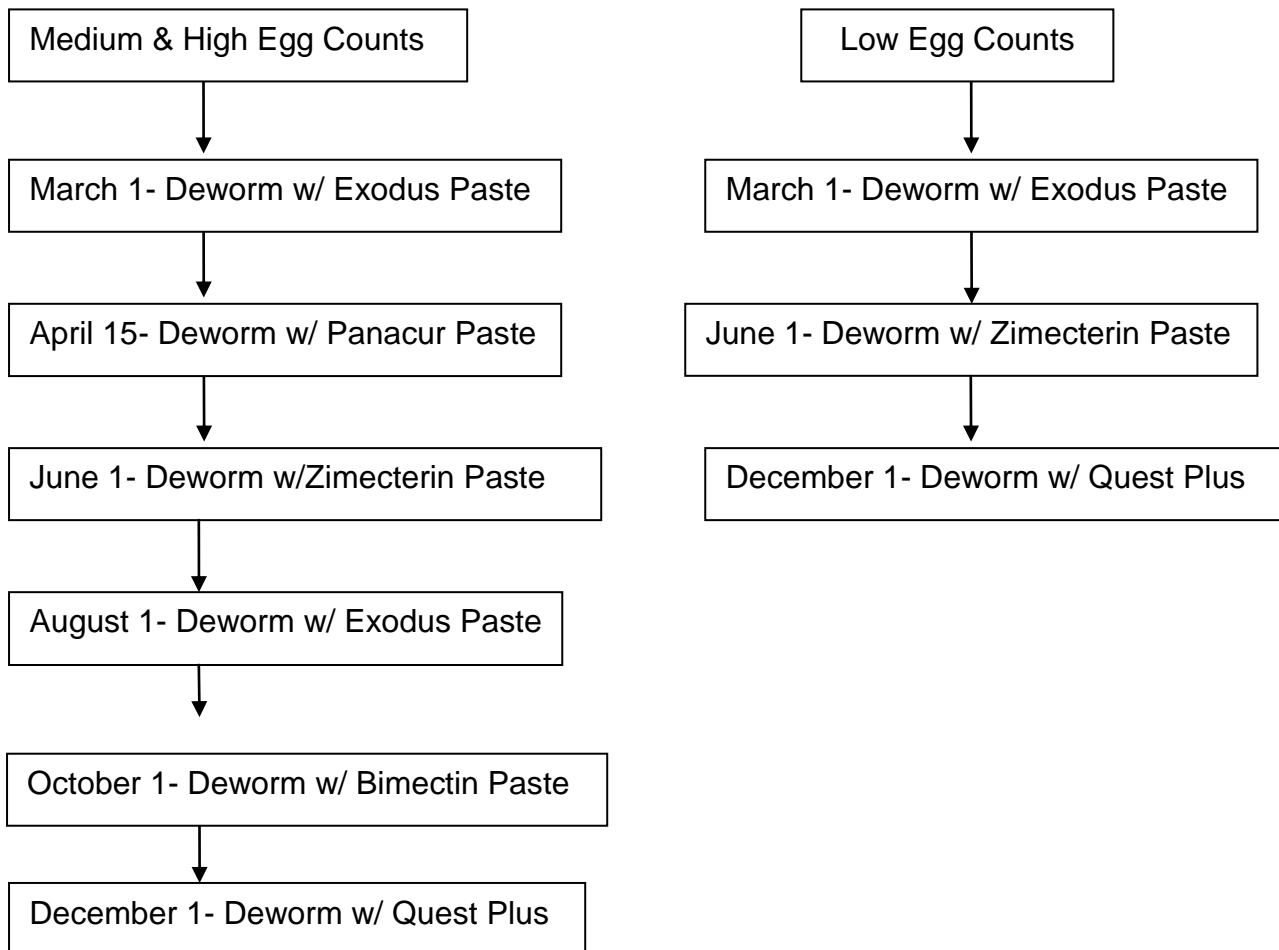 Medium & High Egg Counts
March 1- Deworm w/ Exodus Paste
April 15- Deworm w/ Panacur Paste
June 1- Deworm w/Zimecterin Paste
August 1- Deworm w/ Exodus Paste
October 1- Deworm w/ Bimectin Paste
December 1- Deworm w/ Quest Plus
Low Egg Counts
March 1- Deworm w/ Exodus Paste
June 1- Deworm w/ Zimecterin Paste
December 1- Deworm w/ Quest Plus